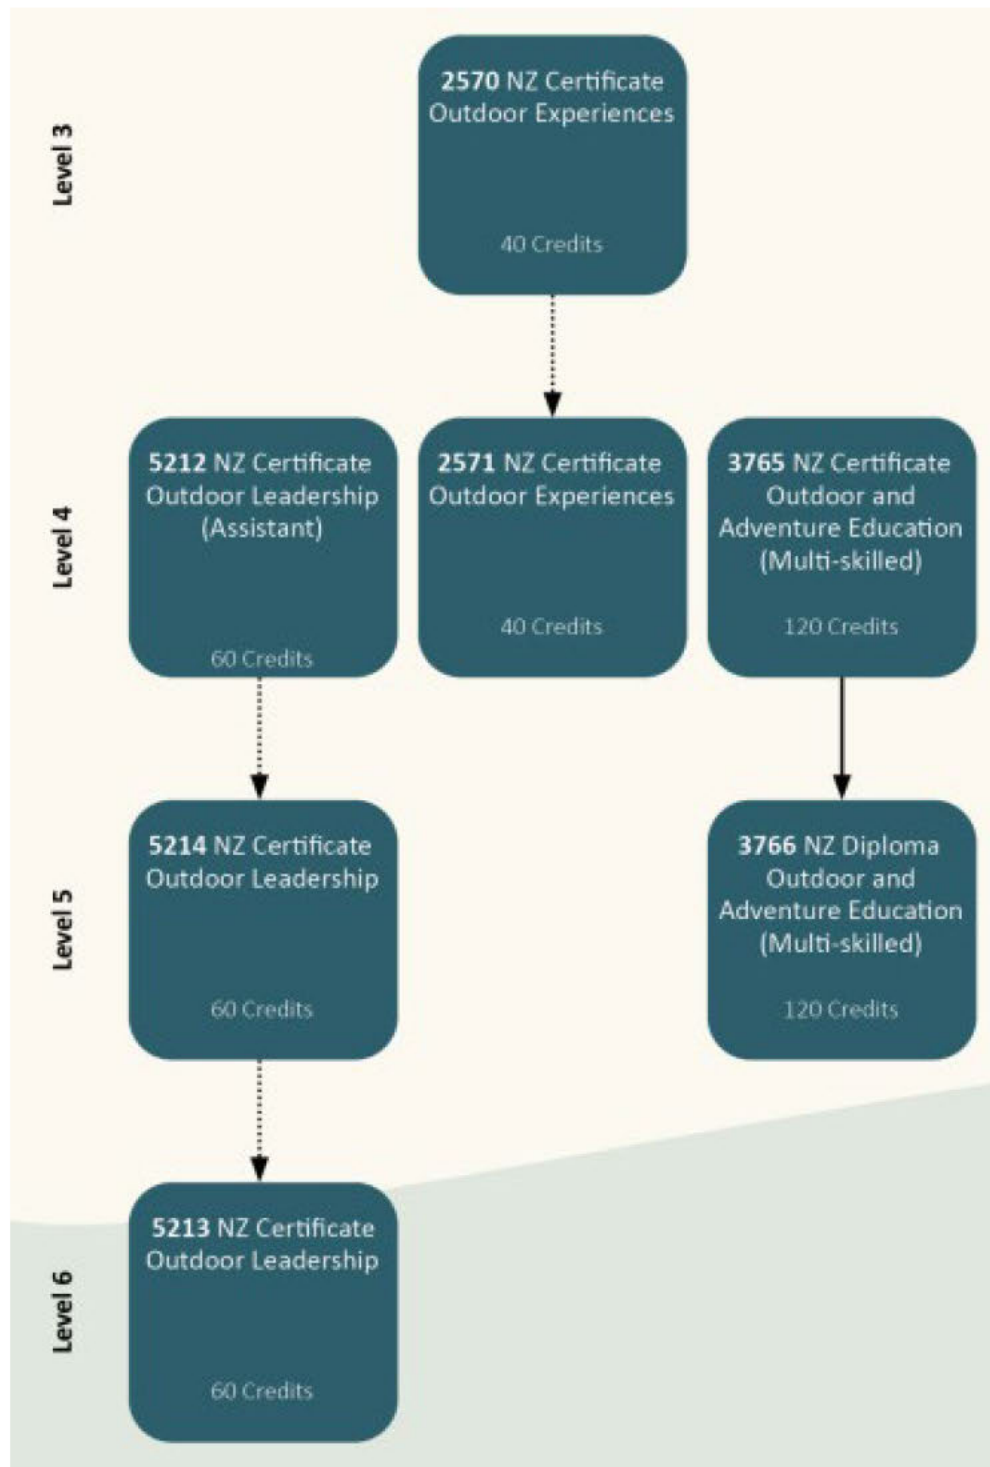 Level 3
2570 NZ Certificate
Outdoor Experiences
40 Credits
Level 4
5212 NZ Certificate
Outdoor Leadership
(Assistant)
60 Credits
2571 NZ Certificate
Outdoor Experiences
40 Credits
3765 NZ Certificate
Outdoor and
Adventure Education
(Multi-skilled)
120 Credits
Level 5
5214 NZ Certificate
Outdoor Leadership
60 Credits
3766 NZ Diploma
Outdoor and
Adventure Education
(Multi-skilled)
120 Credits
Level 6
5213 NZ Certificate
Outdoor Leadership
60 Credits